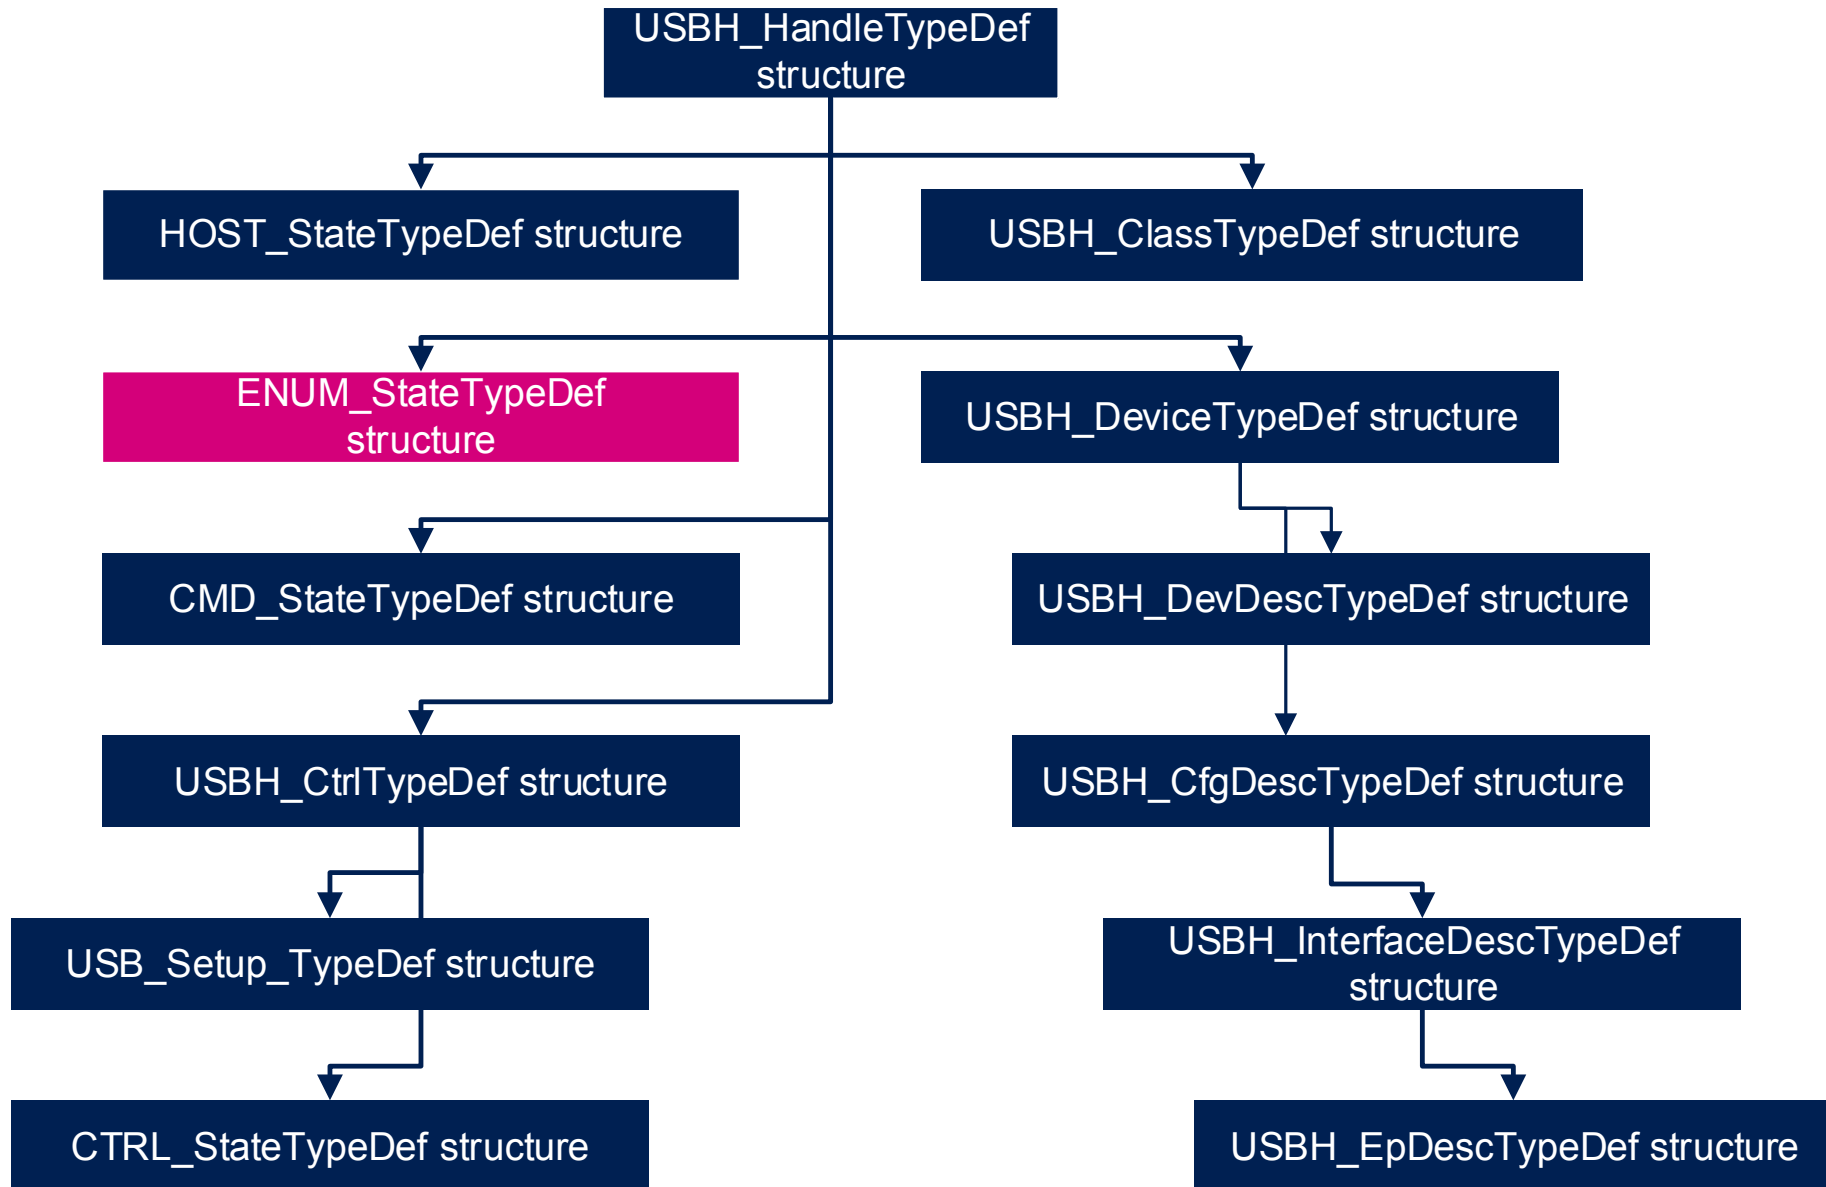 USBH_HandleTypeDef
structure
HOST_StateTypeDef structure
USBH_ClassTypeDef structure
ENUM_StateTypeDef
structure
USBH_DeviceTypeDef structure
CMD_StateTypeDef structure
USBH_DevDescTypeDef structure
USBH_CtrlTypeDef structure
USBH_CfgDescTypeDef structure
USB_Setup_TypeDef structure
USBH_InterfaceDescTypeDef
structure
CTRL_StateTypeDef structure
USBH_EpDescTypeDef structure